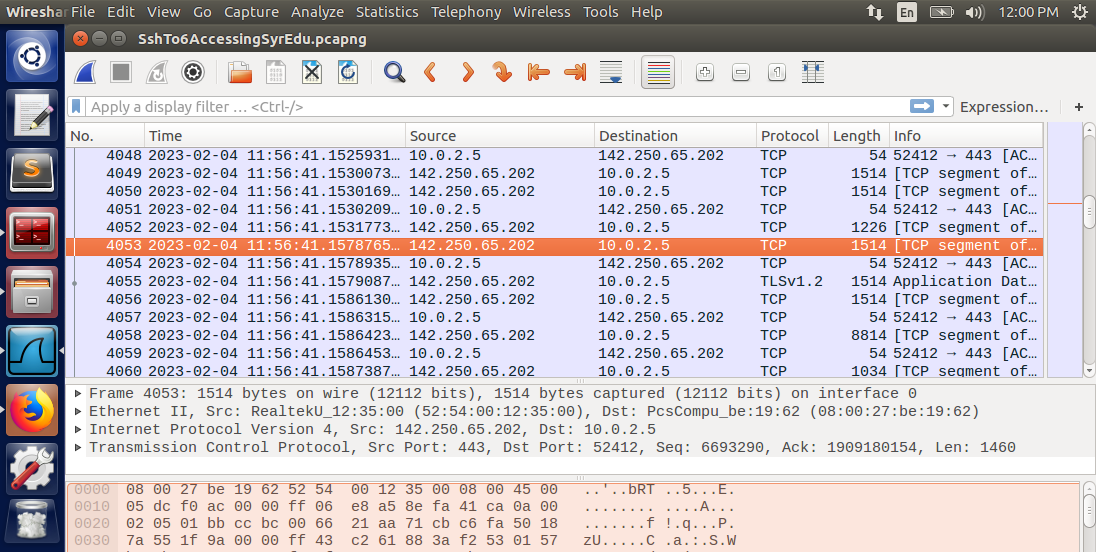 Wireshar File Edit View Go Capture Analyze Statistics Telephony Wireless Tools Help En 12:00 PM
SshTo6AccessingSyrEdu.pcapng
Apply a display filter … <Ctrl-/> Expression… +
No. Time Source Destination Protocol Length Info
4048 2023-02-04 11:56:41.1525931… 10.0.2.5 142.250.65.202 TCP 54 52412 → 443 [AC…
4049 2023-02-04 11:56:41.1530073… 142.250.65.202 10.0.2.5 TCP 1514 [TCP segment of…
4050 2023-02-04 11:56:41.1530169… 142.250.65.202 10.0.2.5 TCP 1514 [TCP segment of…
4051 2023-02-04 11:56:41.1530209… 10.0.2.5 142.250.65.202 TCP 54 52412 → 443 [AC…
4052 2023-02-04 11:56:41.1531773… 142.250.65.202 10.0.2.5 TCP 1226 [TCP segment of…
4053 2023-02-04 11:56:41.1578765… 142.250.65.202 10.0.2.5 TCP 1514 [TCP segment of…
4054 2023-02-04 11:56:41.1578935… 10.0.2.5 142.250.65.202 TCP 54 52412 → 443 [AC…
4055 2023-02-04 11:56:41.1579087… 142.250.65.202 10.0.2.5 TLSv1.2 1514 Application Dat…
4056 2023-02-04 11:56:41.1586130… 142.250.65.202 10.0.2.5 TCP 1514 [TCP segment of…
4057 2023-02-04 11:56:41.1586315… 10.0.2.5 142.250.65.202 TCP 54 52412 → 443 [AC…
4058 2023-02-04 11:56:41.1586423… 142.250.65.202 10.0.2.5 TCP 8814 [TCP segment of…
4059 2023-02-04 11:56:41.1586453… 10.0.2.5 142.250.65.202 TCP 54 52412 → 443 [AC…
4060 2023-02-04 11:56:41.1587387… 142.250.65.202 10.0.2.5 TCP 1034 [TCP segment of…
Frame 4053: 1514 bytes on wire (12112 bits), 1514 bytes captured (12112 bits) on interface 0
Ethernet II, Src: RealtekU_12:35:00 (52:54:00:12:35:00), Dst: PcsCompu_be:19:62 (08:00:27:be:19:62)
Internet Protocol Version 4, Src: 142.250.65.202, Dst: 10.0.2.5
Transmission Control Protocol, Src Port: 443, Dst Port: 52412, Seq: 6693290, Ack: 1909180154, Len: 1460
0000 08 00 27 be 19 62 52 54 00 12 35 00 08 00 45 00 ..'..bRT ..5...E.
0010 05 dc f0 ac 00 00 ff 06 e8 a5 8e fa 41 ca 0a 00 ........ ....A...
0020 02 05 01 bb cc bc 00 66 21 aa 71 cb c6 fa 50 18 .......f !.q...P.
0030 7a 55 1f 9a 00 00 ff 43 c2 61 88 3a f2 53 01 57 zU.....C .a.:.S.W